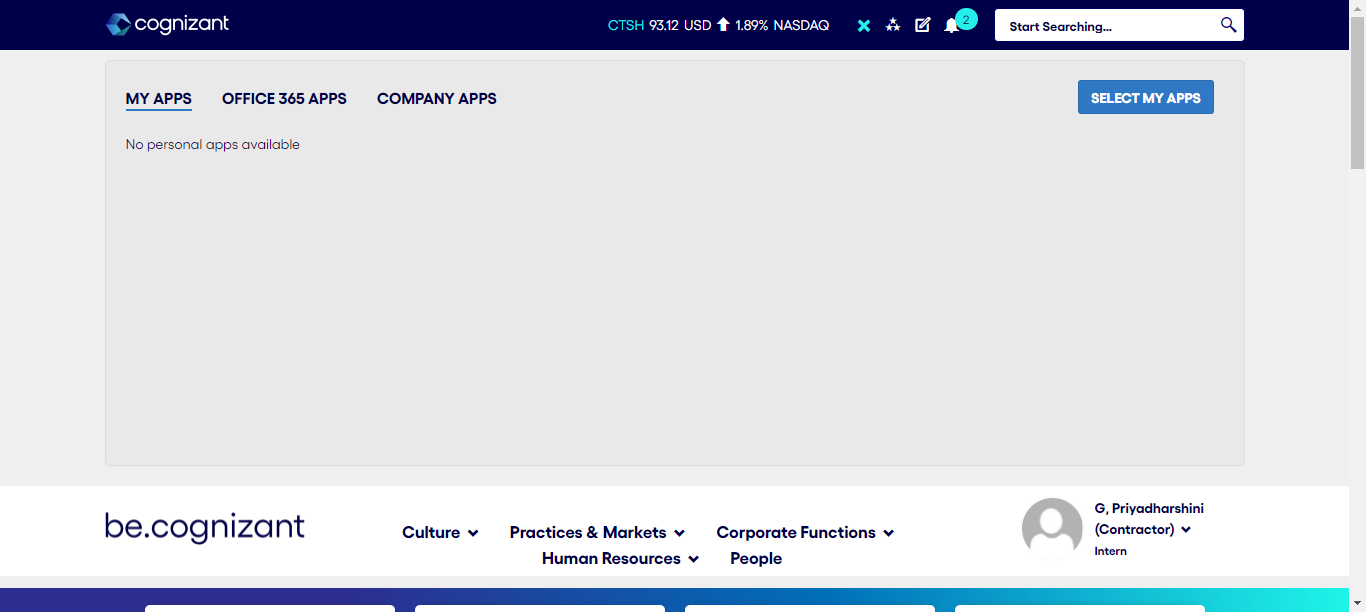 cognizant
CTSH 93.12 USD 1.89% NASDAQ
2
Start Searching...
MY APPS
OFFICE 365 APPS
COMPANY APPS
SELECT MY APPS
No personal apps available
be.cognizant
Culture
Practices & Markets
Corporate Functions
Human Resources
People
G, Priyadharshini
(Contractor)
Intern